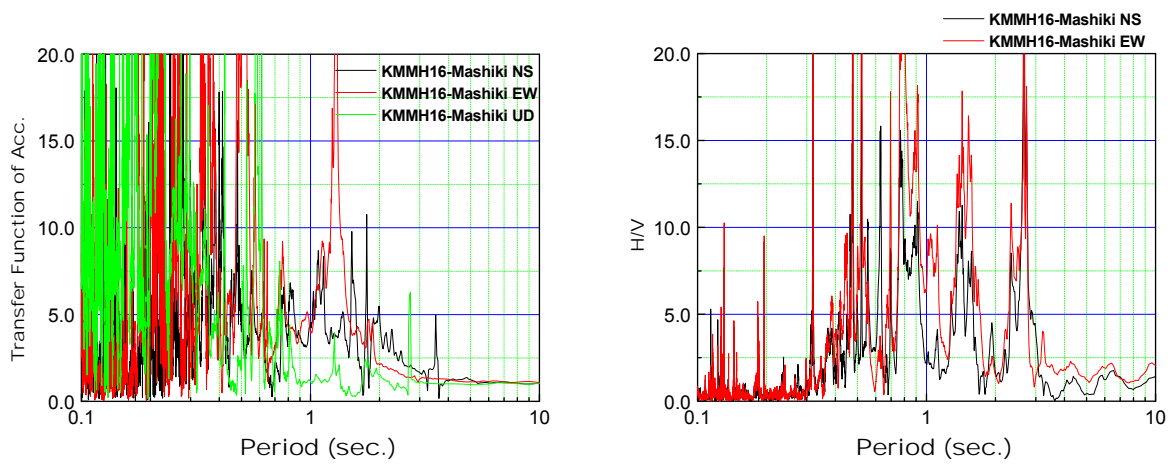 KMMH16-Mashiki NS
KMMH16-Mashiki EW
KMMH16-Mashiki UD
Transfer Function of Acc.
20.0
15.0
10.0
5.0
0.0
0.1
1
10
Period (sec.)
KMMH16-Mashiki NS
KMMH16-Mashiki EW
H/V
20.0
15.0
10.0
5.0
0.0
0.1
1
10
Period (sec.)